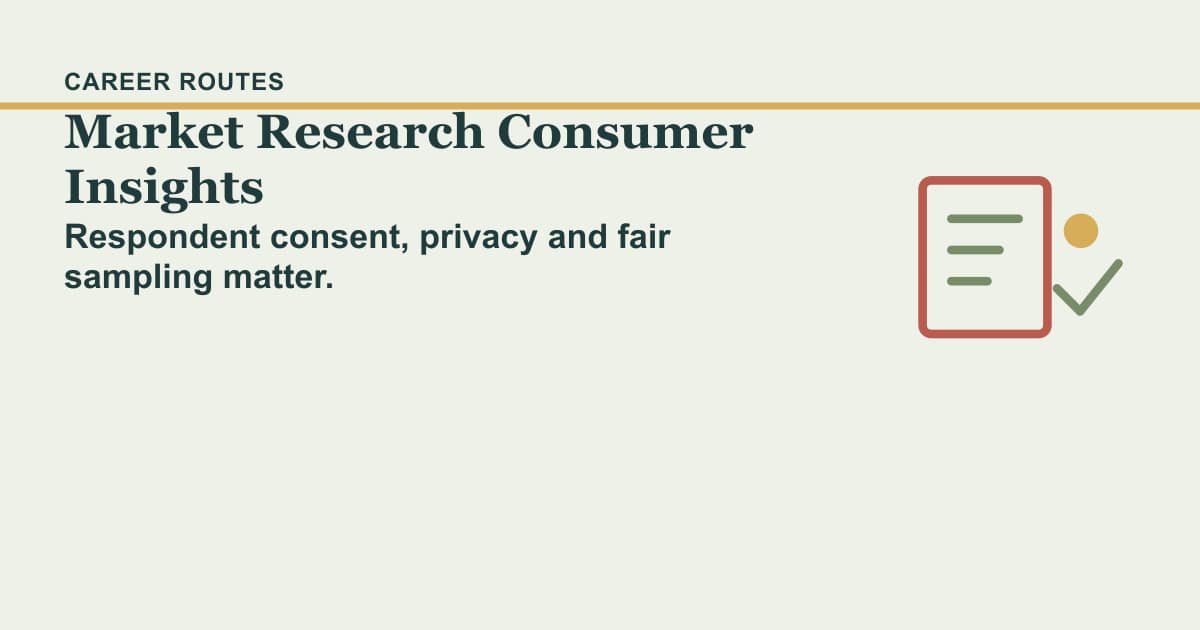 CAREER ROUTES
Market Research Consumer
Insights
Respondent consent, privacy and fair
sampling matter.